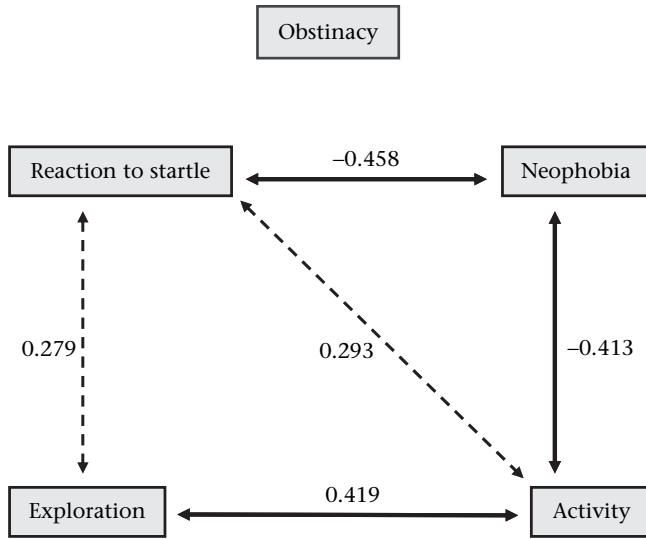 Obstinacy
–0.458
Reaction to startle
Neophobia
0.279
0.293
–0.413
0.419
Exploration
Activity